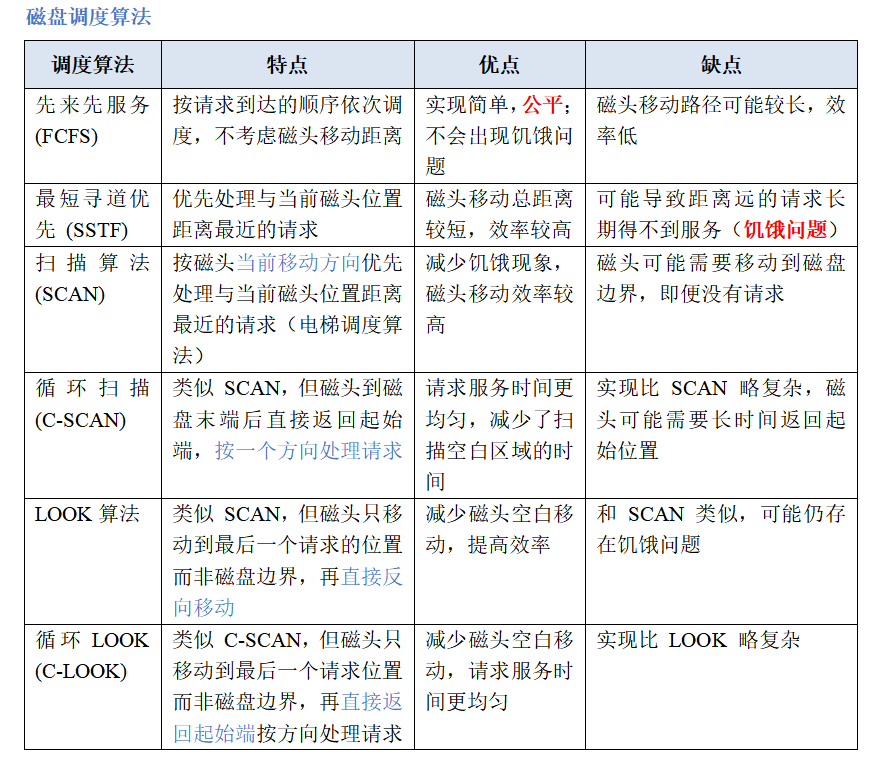 磁盘调度算法
调度算法 特点 优点 缺点
先来先服务
(FCFS)
按请求到达的顺序依次调
度，不考虑磁头移动距离
实现简单，公平；
不会出现饥饿问
题
磁头移动路径可能较长，效
率低
最短寻道优
先 (SSTF)
优先处理与当前磁头位置
距离最近的请求
磁头移动总距离
较短，效率较高
可能导致距离远的请求长
期得不到服务（饥饿问题）
扫描算法
(SCAN)
按磁头当前移动方向优先
处理与当前磁头位置距离
最近的请求（电梯调度算
法）
减少饥饿现象，
磁头移动效率较
高
磁头可能需要移动到磁盘
边界，即便没有请求
循环扫描
(C-SCAN)
类似 SCAN，但磁头到磁
盘末端后直接返回起始
端，按一个方向处理请求
请求服务时间更
均匀，减少了扫
描空白区域的时
间
实现比 SCAN 略复杂，磁
头可能需要长时间返回起
始位置
LOOK 算法
类似 SCAN，但磁头只移
动到最后一个请求的位置
而非磁盘边界，再直接反
向移动
减少磁头空白移
动，提高效率
和 SCAN 类似，可能仍存
在饥饿问题
循环 LOOK
(C-LOOK)
类似 C-SCAN，但磁头只
移动到最后一个请求位置
而非磁盘边界，再直接返
回起始端按方向处理请求
减少磁头空白移
动，请求服务时
间更均匀
实现比 LOOK 略复杂